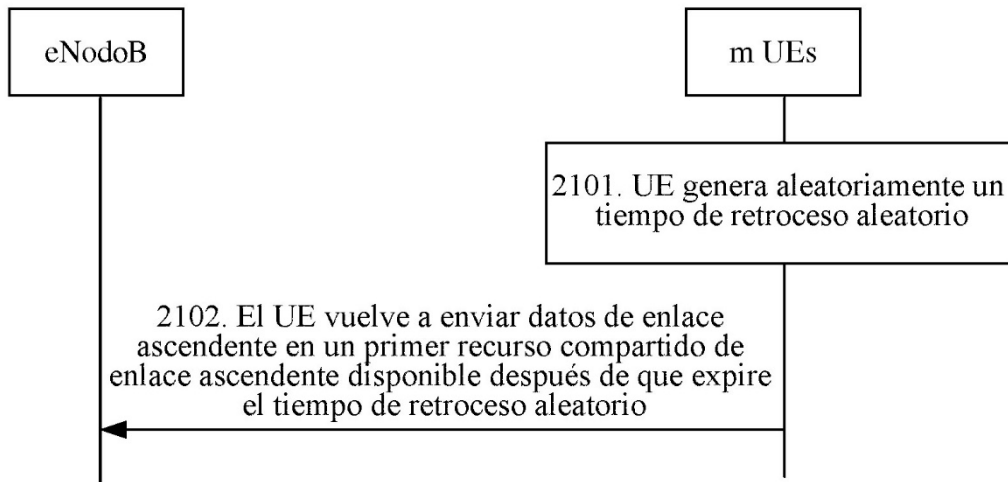 eNodoB
m UEs
2101. UE genera aleatoriamente un
tiempo de retroceso aleatorio
2102. El UE vuelve a enviar datos de enlace
ascendente en un primer recurso compartido de
enlace ascendente disponible después de que expire
el tiempo de retroceso aleatorio